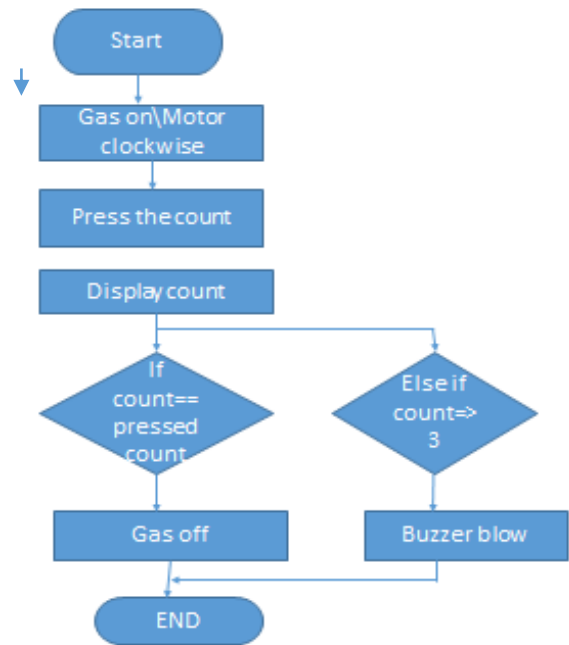 Start
Gas on\Motor
clockwise
Press the count
Display count
If
count==
pressed
count
Else if
count=>
3
Gas off
Buzzer blow
END